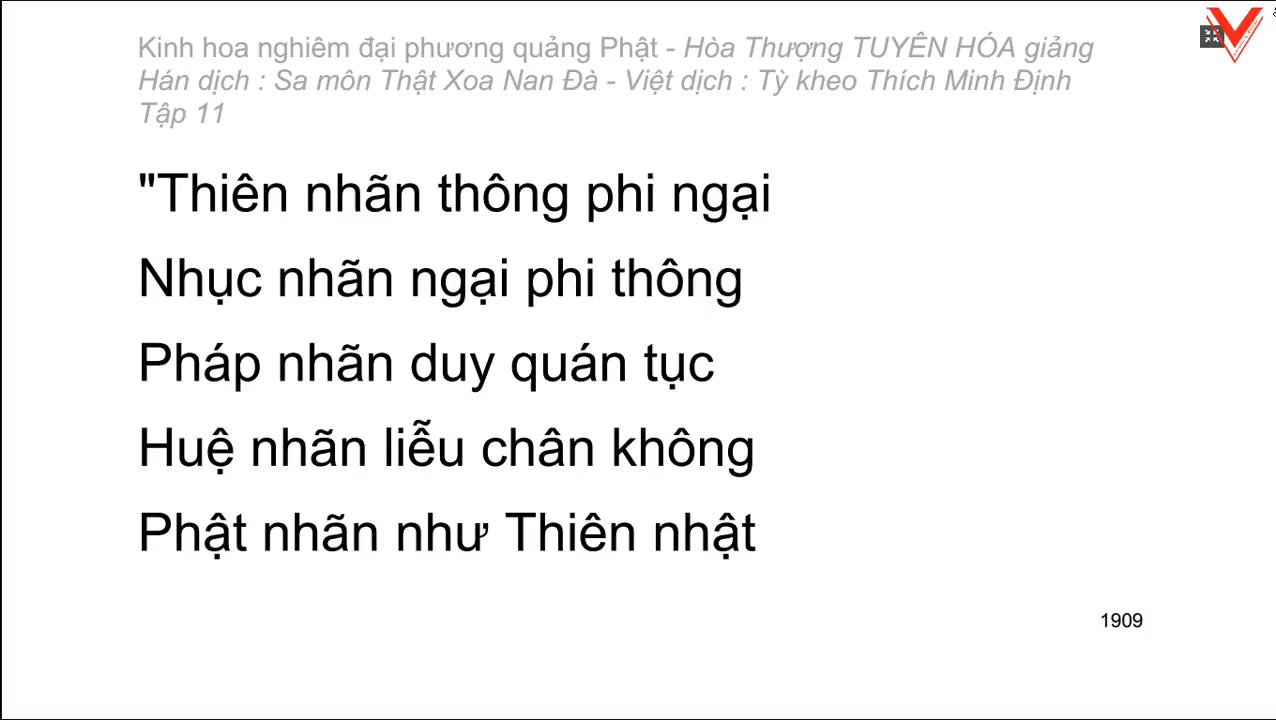 Kinh hoa nghiêm đại phương quảng Phật - Hòa Thượng TUYÊN HÓA giảng
Hán dịch : Sa môn Thật Xoa Nan Đà - Việt dịch : Tỳ kheo Thích Minh Định
Tập 11
"Thiên nhãn thông phi ngại
Nhục nhãn ngại phi thông
Pháp nhãn duy quán tục
Huệ nhãn liễu chân không
Phật nhãn như Thiên nhật
1909